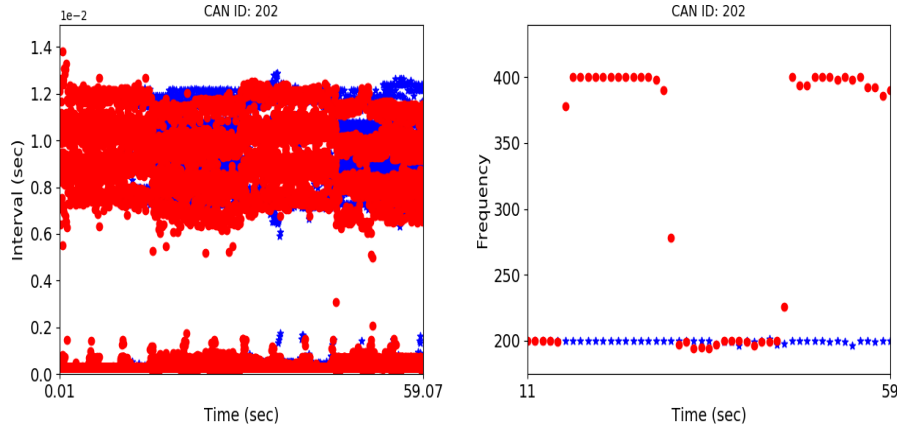 CAN ID: 202
1e-2
1.4
1.2
1.0
0.8
0.6
0.4
0.2
0.0
Interval (sec)
0.01
59.07
Time (sec)
CAN ID: 202
400
350
300
250
200
Frequency
11
59
Time (sec)